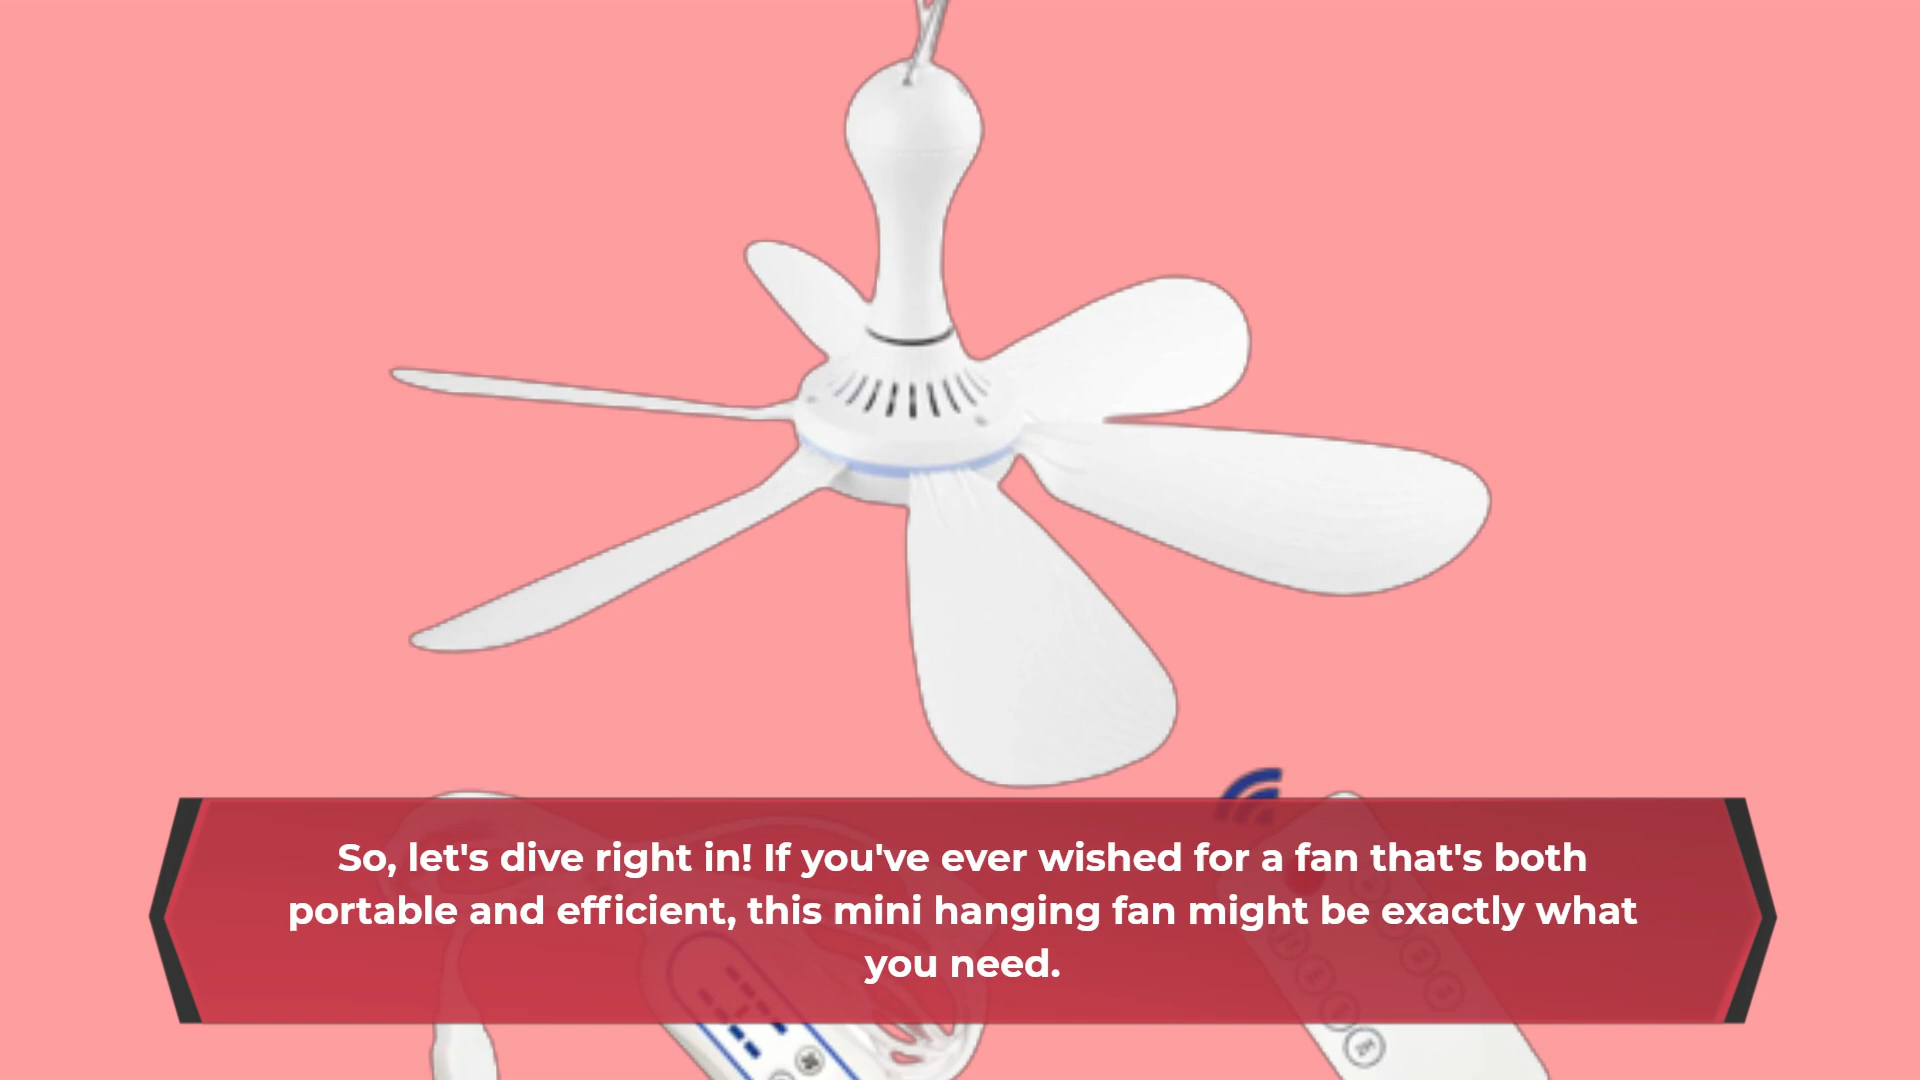 So, let's dive right in! If you've ever wished for a fan that's both
portable and efficient, this mini hanging fan might be exactly what
you need.